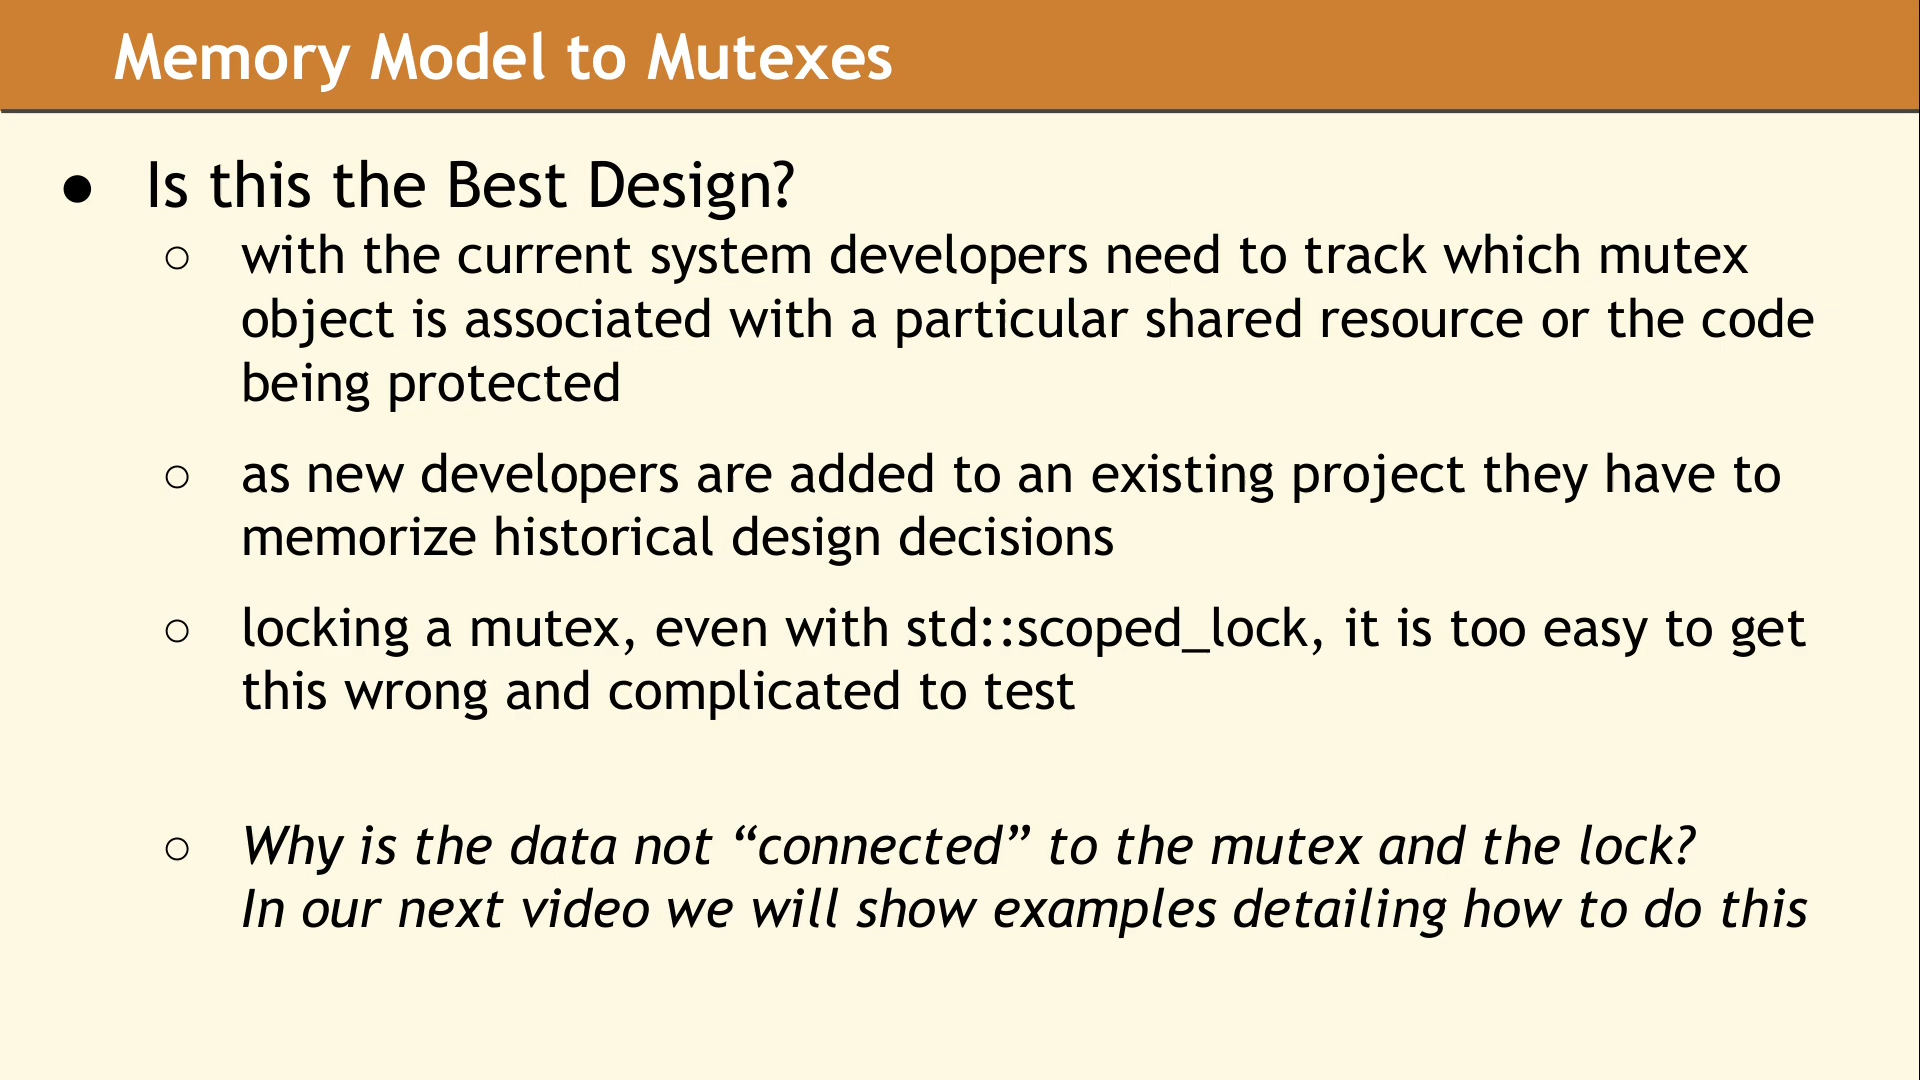 Memory Model to Mutexes
● Is this the Best Design?
○ with the current system developers need to track which mutex
object is associated with a particular shared resource or the code
being protected
○ as new developers are added to an existing project they have to
memorize historical design decisions
○ locking a mutex, even with std::scoped_lock, it is too easy to get
this wrong and complicated to test
○ Why is the data not “connected” to the mutex and the lock?
In our next video we will show examples detailing how to do this